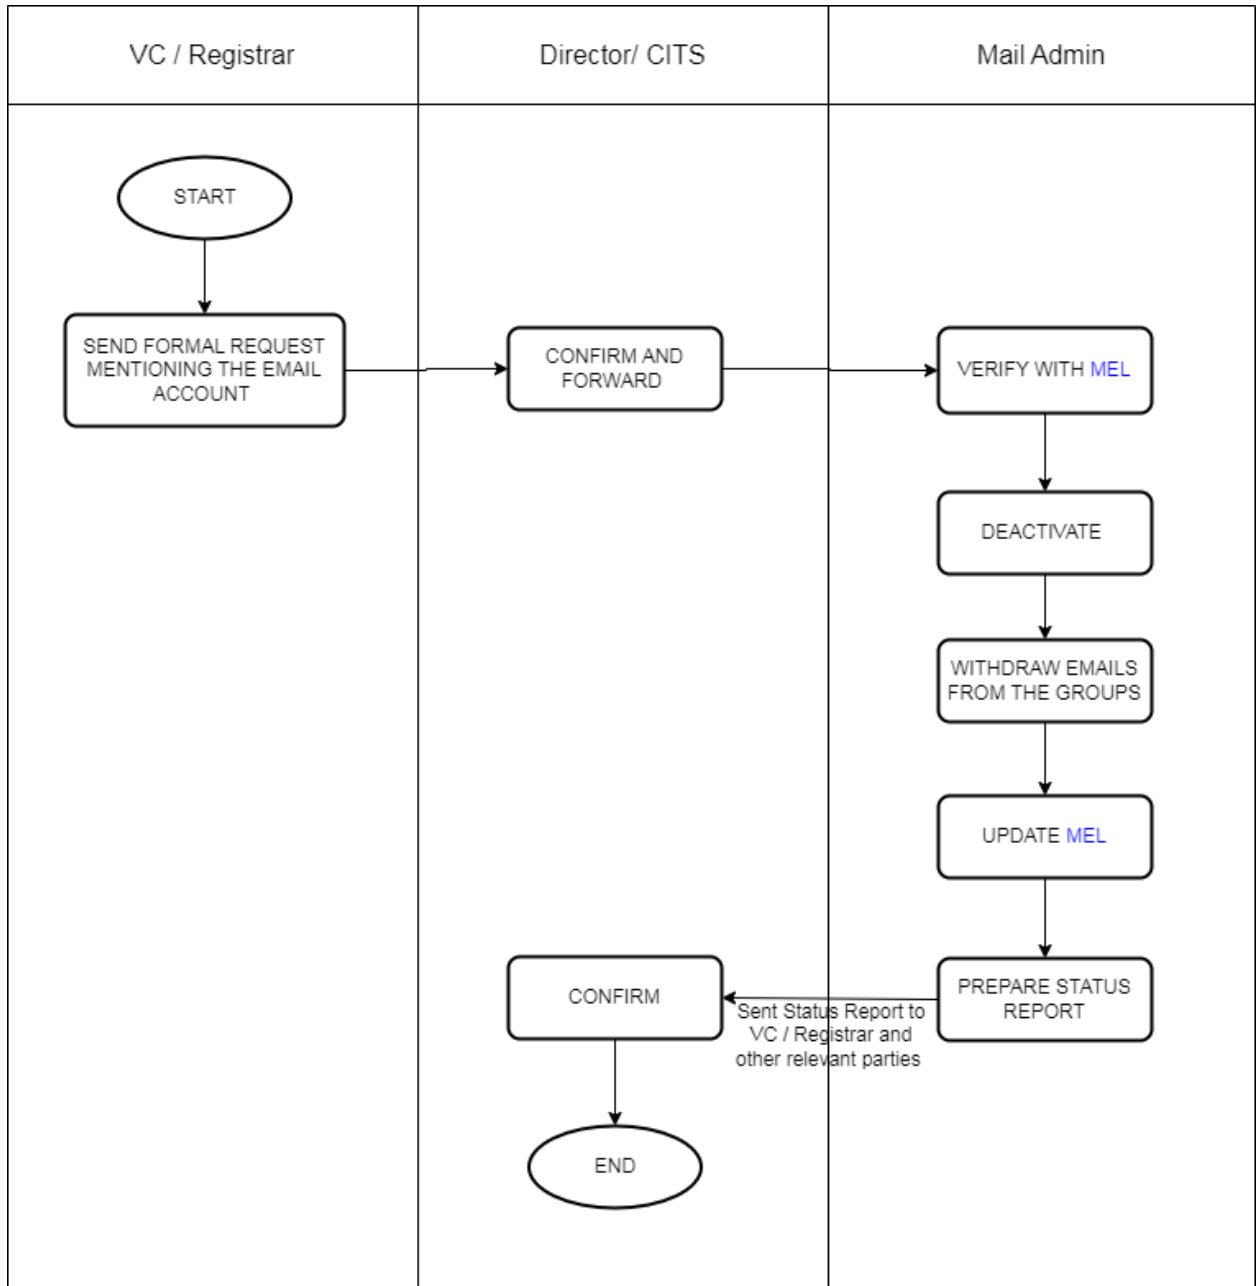 VC / Registrar
Director/ CITS
Mail Admin
START
SEND FORMAL REQUEST
MENTIONING THE EMAIL
ACCOUNT
CONFIRM AND
FORWARD
VERIFY WITH MEL
DEACTIVATE
WITHDRAW EMAILS
FROM THE GROUPS
UPDATE MEL
PREPARE STATUS
REPORT
Sent Status Report to
VC / Registrar and
other relevant parties
CONFIRM
END